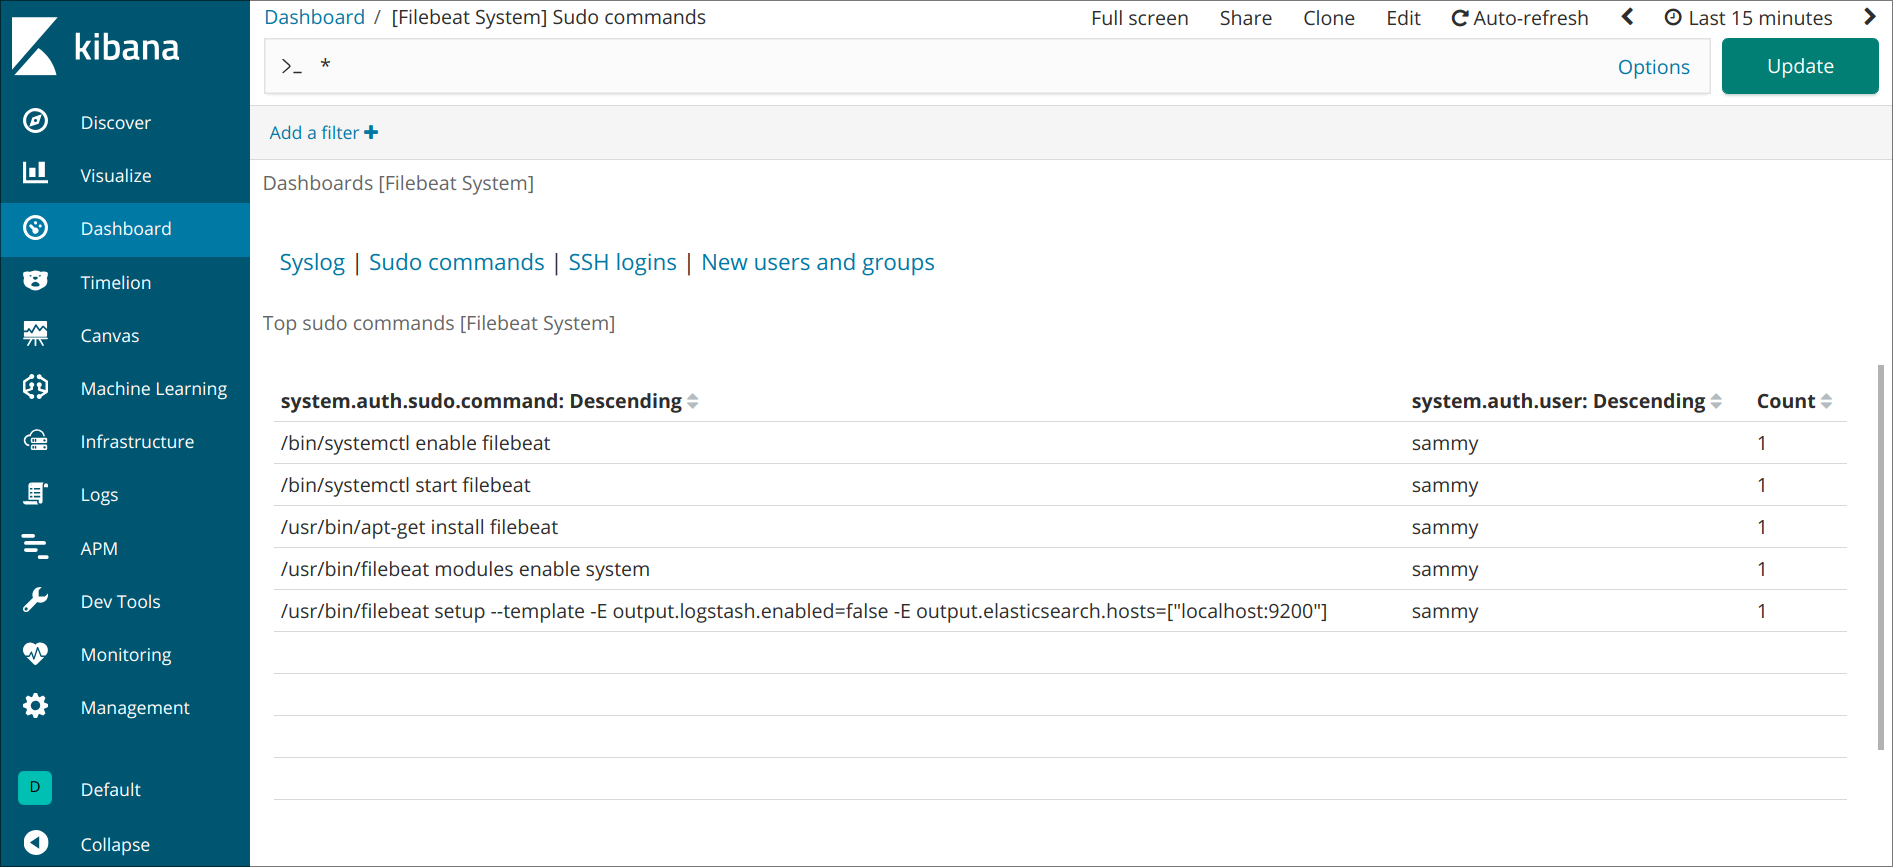 kibana
Discover
Visualize
Dashboard
Timelion
Canvas
Machine Learning
Infrastructure
Logs
APM
Dev Tools
Monitoring
Management
D Default
Collapse
Dashboard / [Filebeat System] Sudo commands Full screen Share Clone Edit Auto-refresh Last 15 minutes
>_ * Options Update
Add a filter +
Dashboards [Filebeat System]
Syslog | Sudo commands | SSH logins | New users and groups
Top sudo commands [Filebeat System]
system.auth.sudo.command: Descending system.auth.user: Descending Count
/bin/systemctl enable filebeat sammy 1
/bin/systemctl start filebeat sammy 1
/usr/bin/apt-get install filebeat sammy 1
/usr/bin/filebeat modules enable system sammy 1
/usr/bin/filebeat setup --template -E output.logstash.enabled=false -E output.elasticsearch.hosts=["localhost:9200"] sammy 1